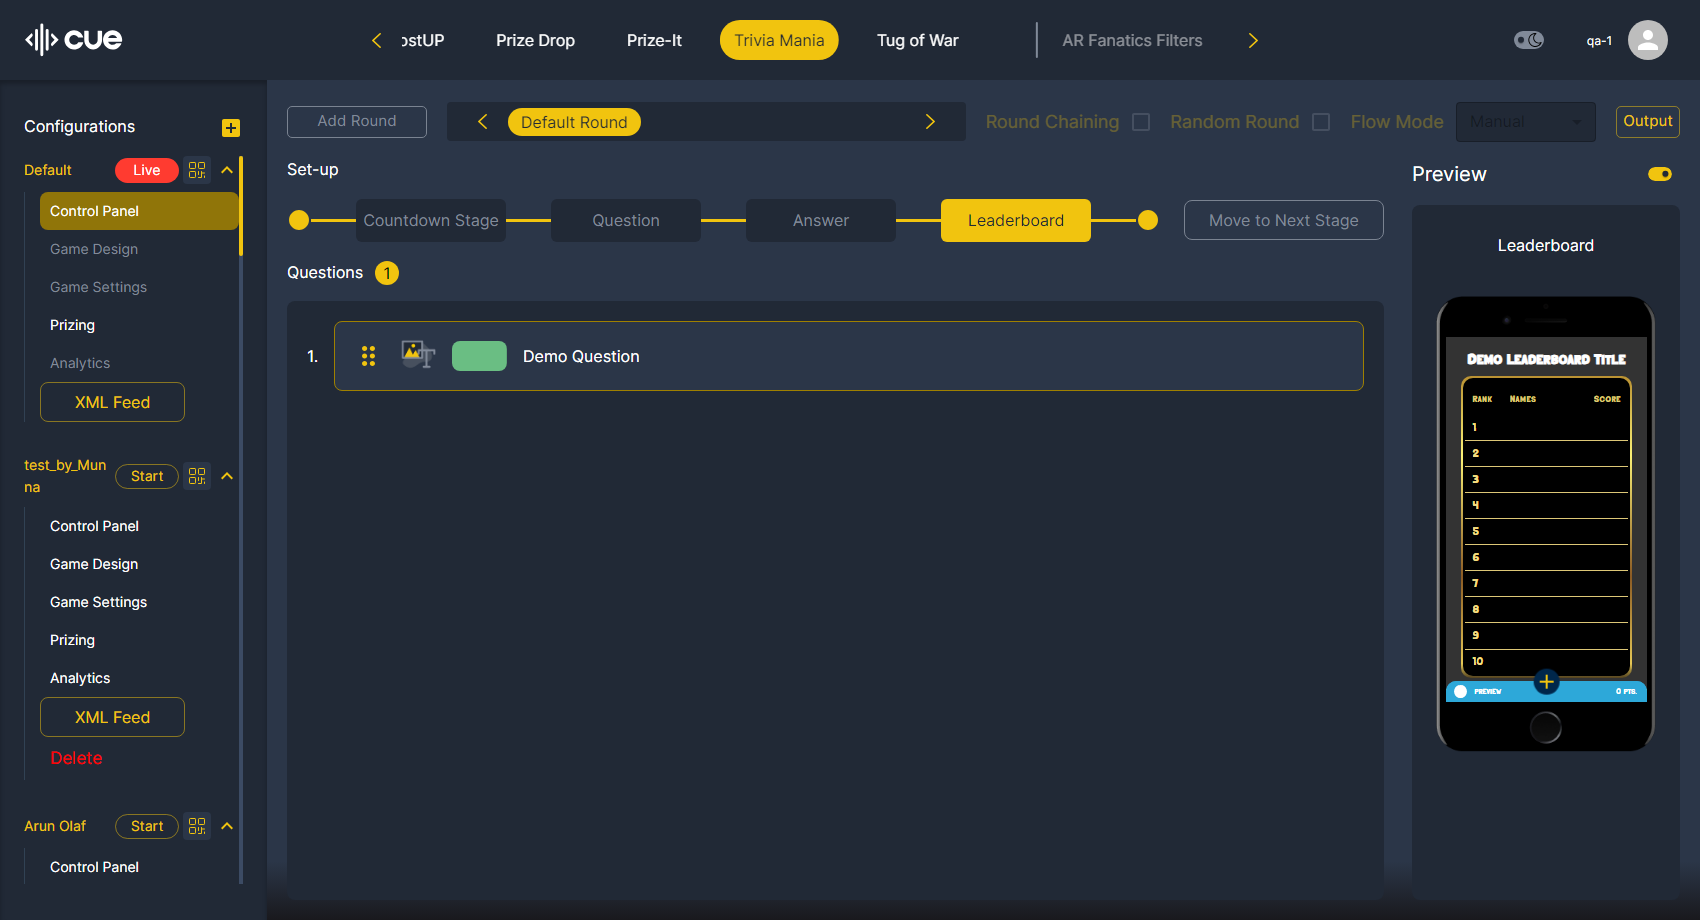 cue
ostUP
Prize Drop
Prize-It
Trivia Mania
Tug of War
AR Fanatics Filters
qa-1
Configurations
Default
Live
Control Panel
Game Design
Game Settings
Prizing
Analytics
XML Feed
test_by_Mun
na
Start
Control Panel
Game Design
Game Settings
Prizing
Analytics
XML Feed
Delete
Arun Olaf
Start
Control Panel
Add Round
Default Round
Round Chaining
Random Round
Flow Mode
Manual
Output
Set-up
Countdown Stage
Question
Answer
Leaderboard
Move to Next Stage
Questions 1
1.
Demo Question
Preview
Leaderboard
Demo Leaderboard Title
Rank Names Score
1
2
3
4
5
6
7
8
9
10
PREVIEW
0 PTS.